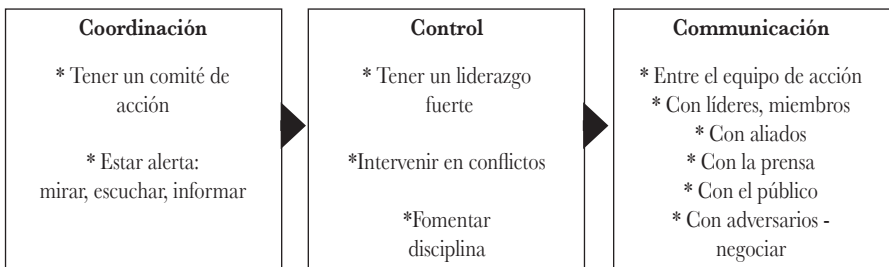 Coordinación
* Tener un comité de
acción
* Estar alerta:
mirar, escuchar, informar
Control
* Tener un liderazgo
fuerte
*Intervenir en conflictos
*Fomentar
disciplina
Communicación
* Entre el equipo de acción
* Con líderes, miembros
* Con aliados
* Con la prensa
* Con el público
* Con adversarios -
negociar